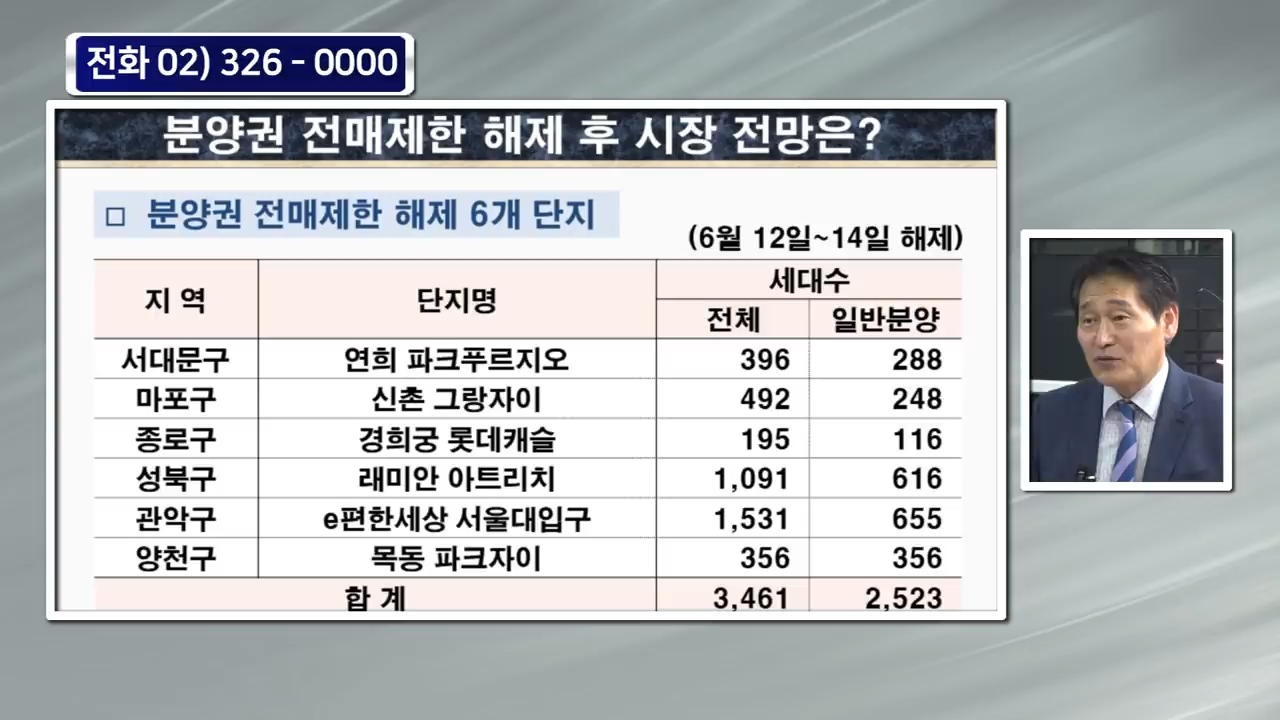 전화 02) 326 - 0000
분양권 전매제한 해제 후 시장 전망은?
□ 분양권 전매제한 해제 6개 단지
(6월 12일~14일 해제)
지 역 단지명 세대수
전체 일반분양
서대문구 연희 파크푸르지오 396 288
마포구 신촌 그랑자이 492 248
종로구 경희궁 롯데캐슬 195 116
성북구 래미안 아트리치 1,091 616
관악구 e편한세상 서울대입구 1,531 655
양천구 목동 파크자이 356 356
합 계 3,461 2,523